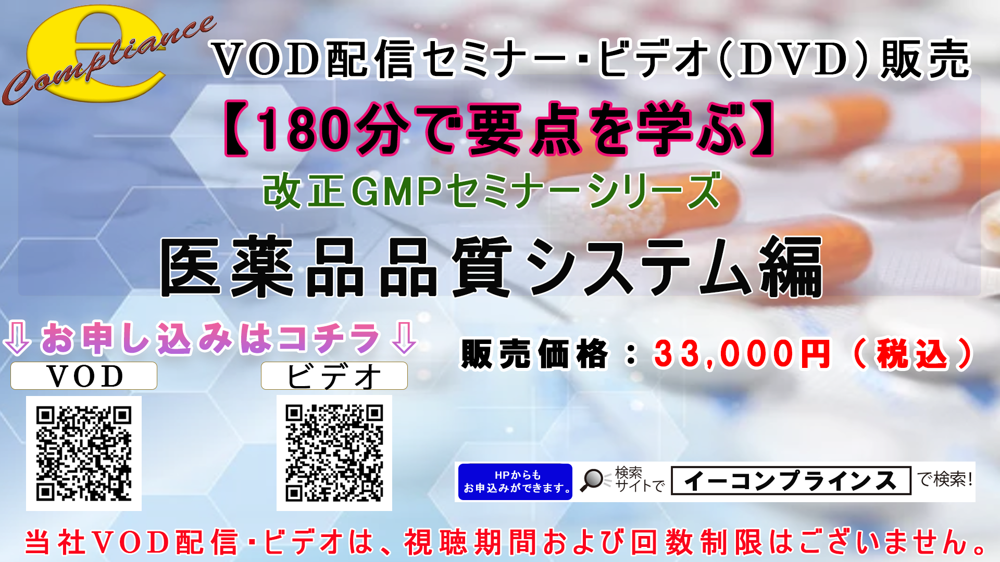 e Compliance
VOD配信セミナー・ビデオ(DVD)販売
【180分で要点を学ぶ】
改正GMPセミナーシリーズ
医薬品品質システム編
⇩お申し込みはコチラ⇩
VOD
ビデオ
販売価格:33,000円(税込)
HPからも
お申込みができます。
検索
サイトで
イーコンプライインス
で検索!
当社VOD配信・ビデオは、視聴期間および回数制限はございません。